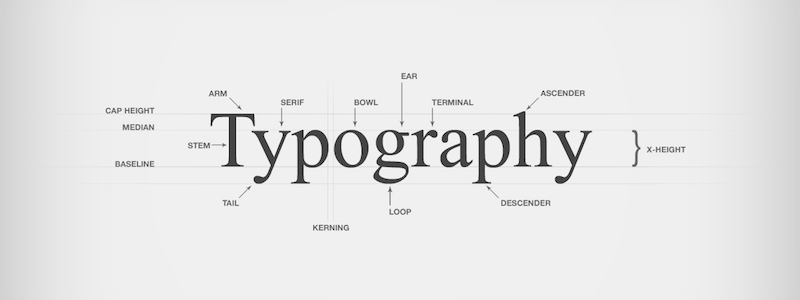 EAR
ARM
ASCENDER
SERIF
BOWL
TERMINAL
CAP HEIGHT
MEDIAN
STEM
Typography
X-HEIGHT
BASELINE
TAIL
LOOP
DESCENDER
KERNING